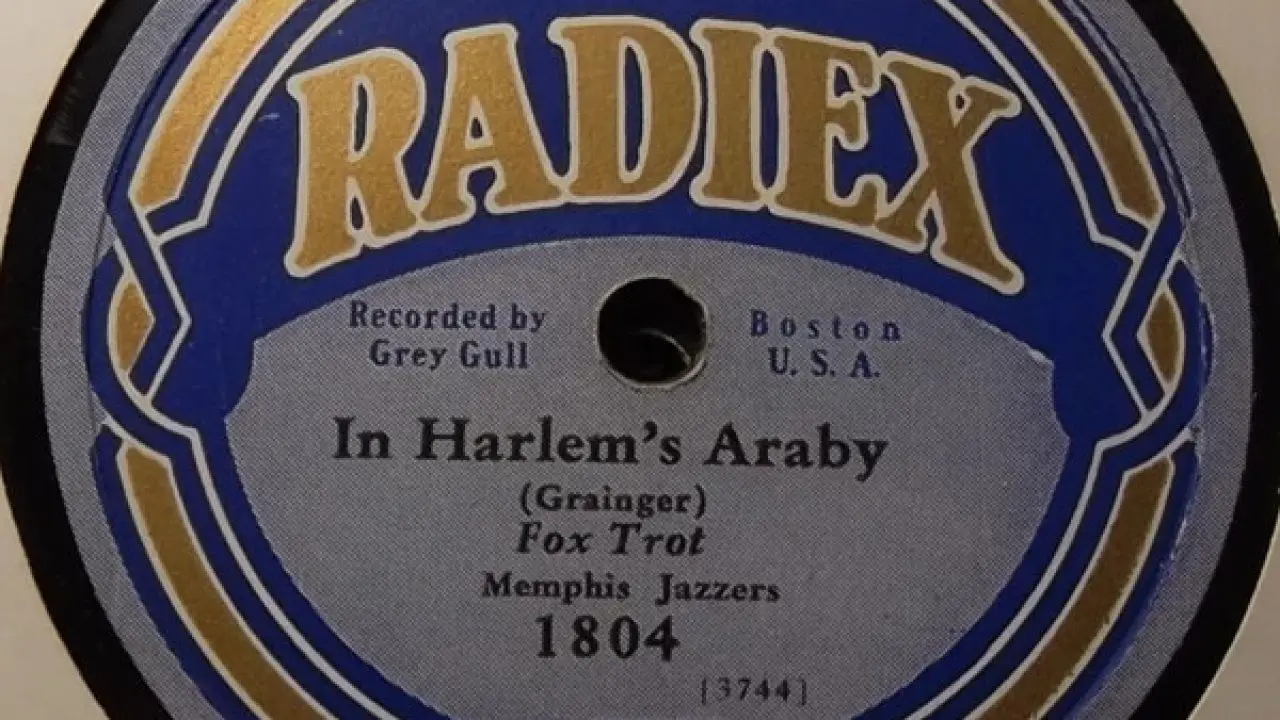 RADIEX
Recorded by
Grey Gull
Boston
U. S. A.
In Harlem's Araby
(Grainger)
Fox Trot
Memphis Jazzers
1804
[3744]